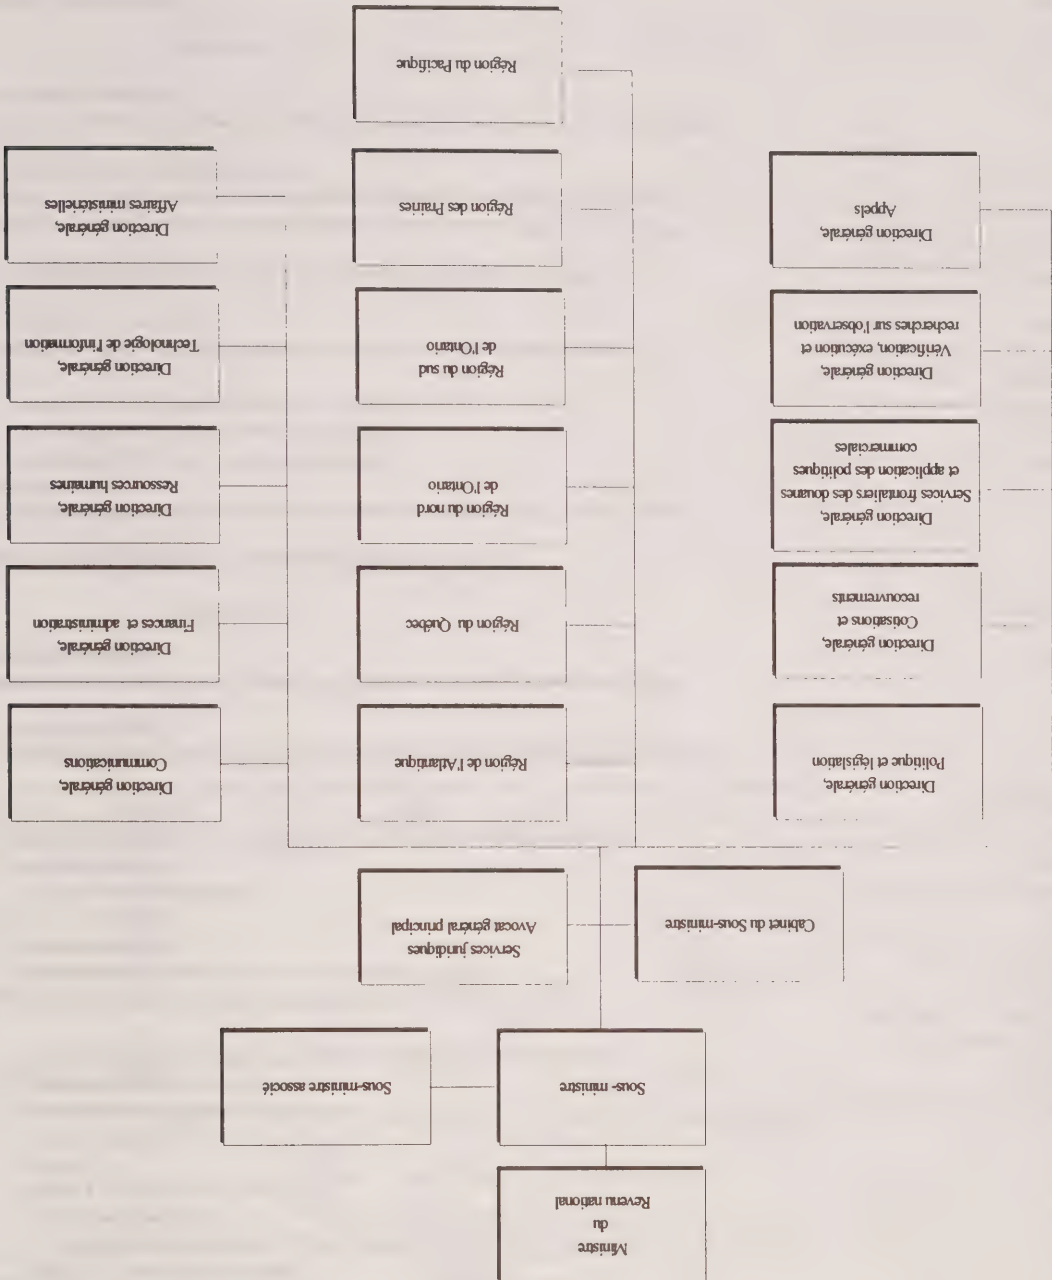 Ministre
du
Revenu national
Sous- ministre
Sous-ministre associé
Cabinet du Sous-ministre
Services juridiques
Avocat général principal
Direction générale,
Politique et législation
Direction générale,
Cotisations et
recouvrements
Direction générale,
Services frontaliers des douanes
et application des politiques
commerciales
Direction générale,
Vérification, exécution et
recherches sur l'observation
Direction générale,
Appels
Région de l'Atlantique
Région du Québec
Région du nord
de l'Ontario
Région du sud
de l'Ontario
Région des Prairies
Région du Pacifique
Direction générale,
Communications
Direction générale,
Finances et administration
Direction générale,
Ressources humaines
Direction générale,
Technologie de l'information
Direction générale,
Affaires ministérielles